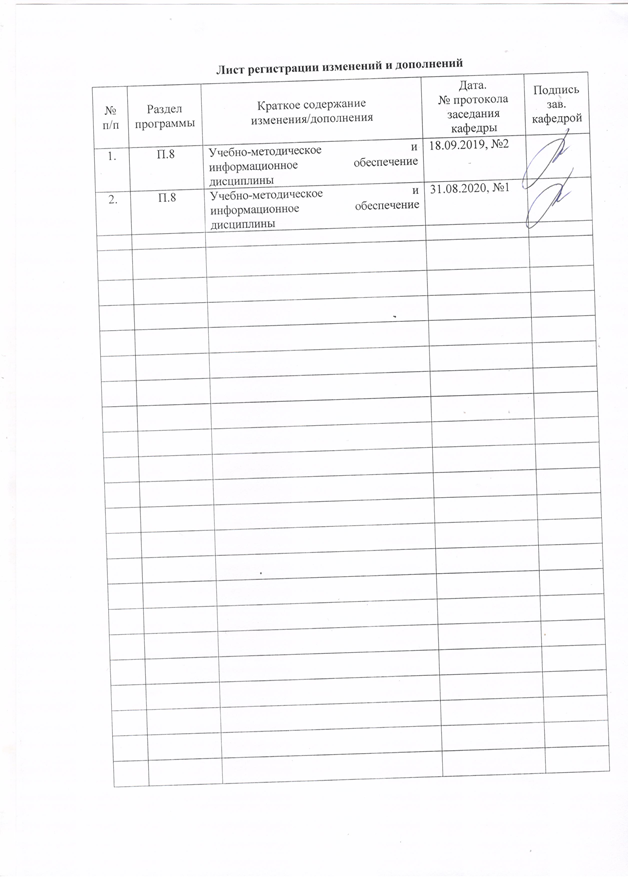 Лист регистрации изменений и дополнений
№
п/п
Раздел
программы
Краткое содержание
изменения/дополнения
Дата.
№ протокола
заседания
кафедры
Подпись
зав.
кафедрой
1.
П.8
Учебно-методическое и
информационное обеспечение
дисциплины
18.09.2019, №2
2.
П.8
Учебно-методическое и
информационное обеспечение
дисциплины
31.08.2020, №1